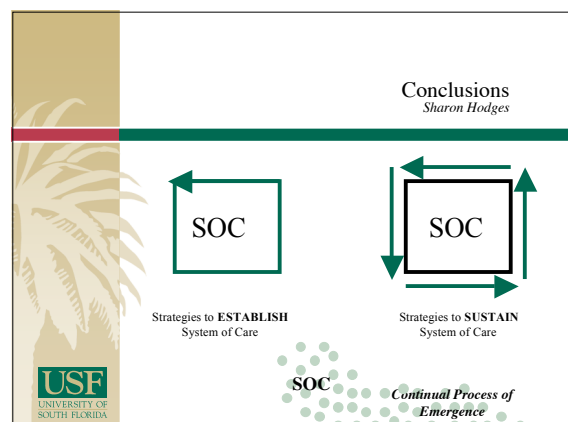 Conclusions
Sharon Hodges
SOC
SOC
Strategies to ESTABLISH
System of Care
Strategies to SUSTAIN
System of Care
SOC
Continual Process of
Emergence
USF
UNIVERSITY OF
SOUTH FLORIDA